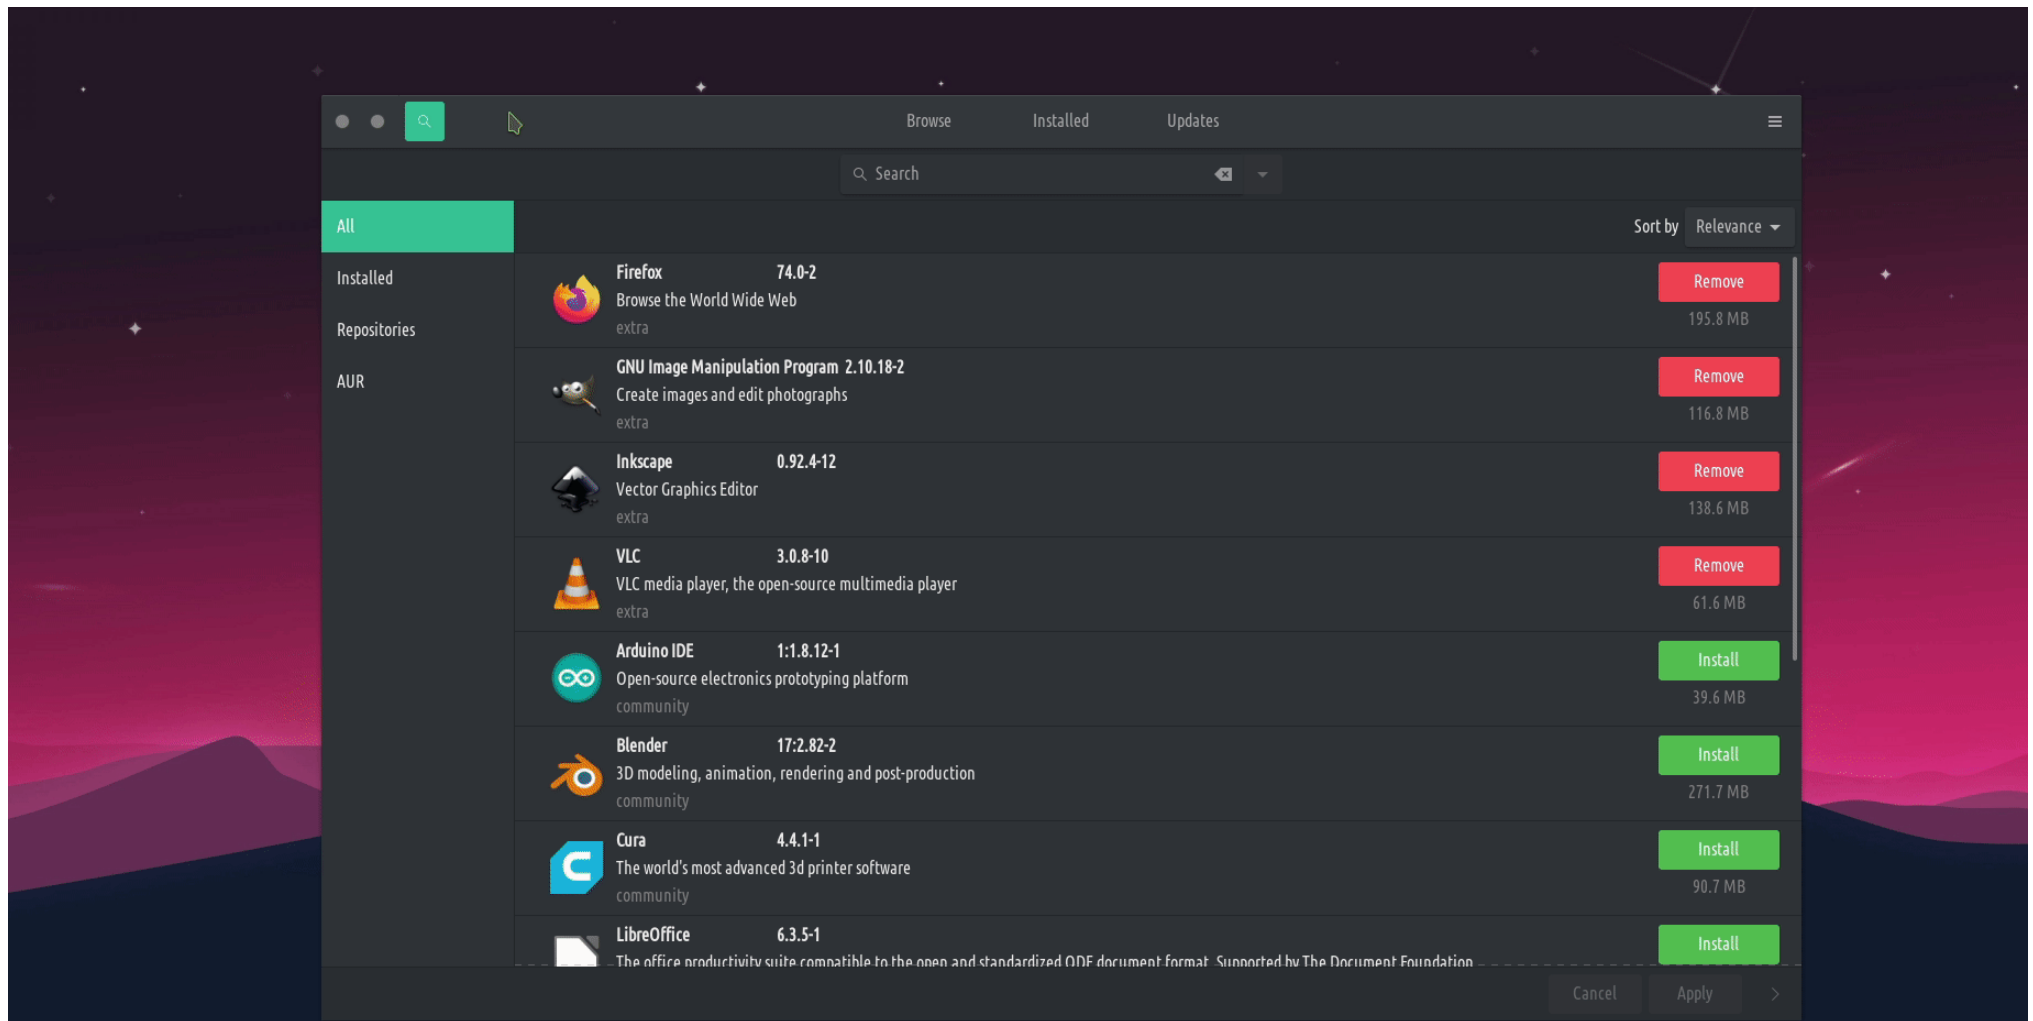 Browse Installed Updates
Search
All
Sort by Relevance
Installed
Repositories
AUR
Firefox 74.0-2
Browse the World Wide Web
extra
Remove
195.8 MB
GNU Image Manipulation Program 2.10.18-2
Create images and edit photographs
extra
Remove
116.8 MB
Inkscape 0.92.4-12
Vector Graphics Editor
extra
Remove
138.6 MB
VLC 3.0.8-10
VLC media player, the open-source multimedia player
extra
Remove
61.6 MB
Arduino IDE 1:1.8.12-1
Open-source electronics prototyping platform
community
Install
39.6 MB
Blender 17:2.82-2
3D modeling, animation, rendering and post-production
community
Install
271.7 MB
Cura 4.4.1-1
The world's most advanced 3d printer software
community
Install
90.7 MB
LibreOffice 6.3.5-1
The office productivity suite compatible to the open and standardized ODF document format. Supported by The Document Foundation
Install
Cancel Apply